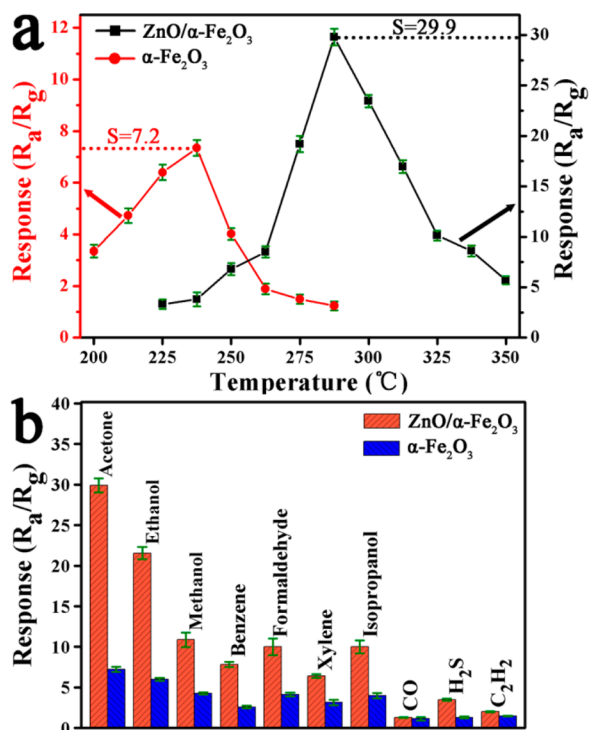 a
ZnO/α-Fe₂O₃
α-Fe₂O₃
S=29.9
S=7.2
Response (Rₐ/R_g)
12
10
8
6
4
2
0
Response (Rₐ/R_g)
30
25
20
15
10
5
0
200 225 250 275 300 325 350
Temperature (℃)
b
ZnO/α-Fe₂O₃
α-Fe₂O₃
Response (Rₐ/R_g)
40
35
30
25
20
15
10
5
0
Acetone
Ethanol
Methanol
Benzene
Formaldehyde
Xylene
Isopropanol
CO
H₂S
C₂H₂